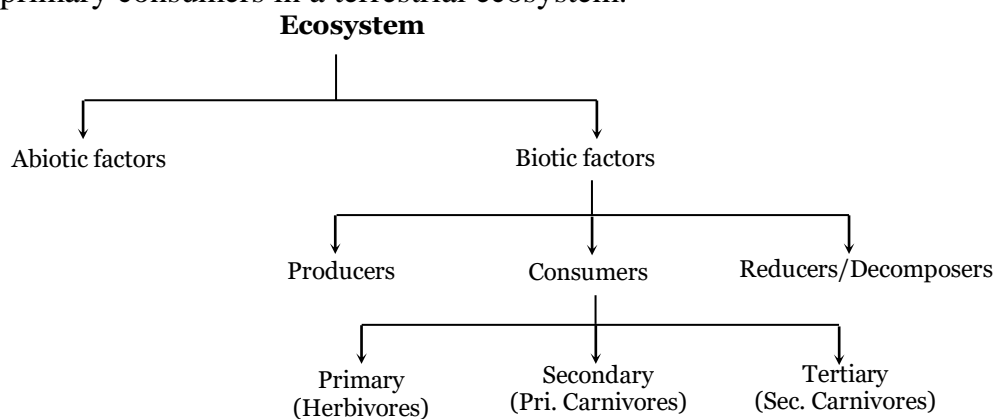 primary consumers in a terrestrial ecosystem.
Ecosystem
Abiotic factors Biotic factors
Producers Consumers Reducers/Decomposers
Primary Secondary Tertiary
(Herbivores) (Pri. Carnivores) (Sec. Carnivores)